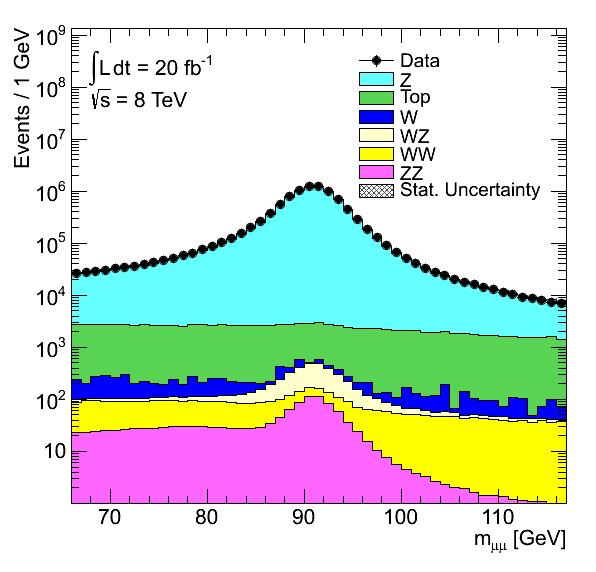 Events / 1 GeV
10⁹
10⁸
10⁷
10⁶
10⁵
10⁴
10³
10²
10
∫L dt = 20 fb⁻¹
√s = 8 TeV
Data
Z
Top
W
WZ
WW
ZZ
Stat. Uncertainty
70 80 90 100 110
m_μμ [GeV]